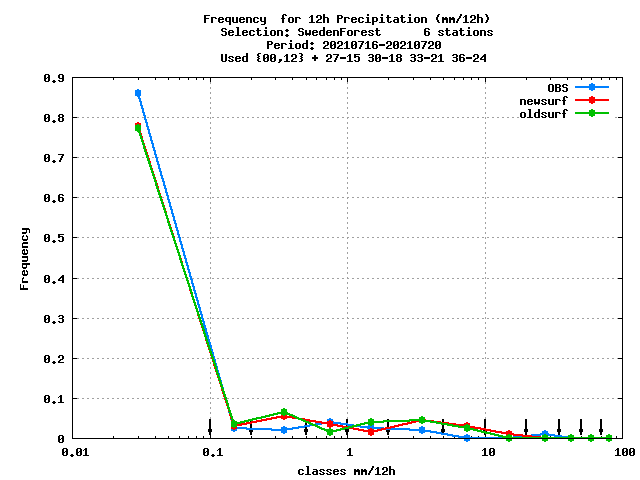 Frequency  for 12h Precipitation (mm/12h)
Selection: SwedenForest      6 stations
Period: 20210716-20210720
Used {00,12} + 27-15 30-18 33-21 36-24
OBS
newsurf
oldsurf
0.9
0.8
0.7
0.6
0.5
0.4
0.3
0.2
0.1
0
Frequency
0.01
0.1
1
10
100
classes mm/12h